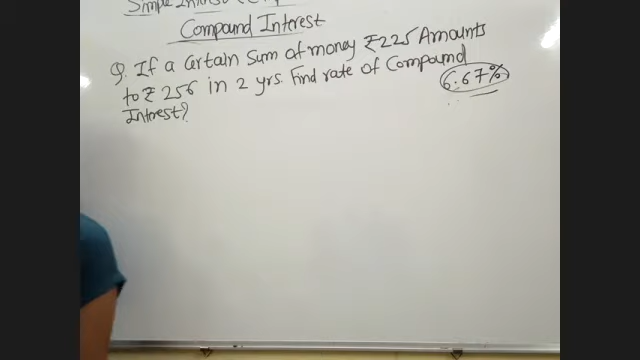 Simple Interest
Compound Interest
Q. If a Certain Sum of money ₹225 Amounts
to ₹256 in 2 yrs. Find rate of Compound
Intrest?
6.67%